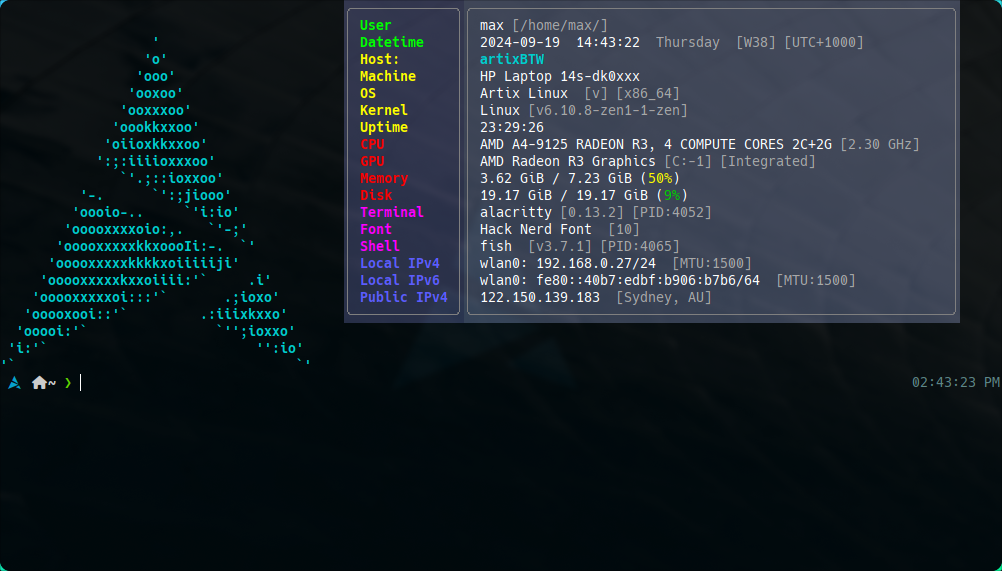 User max [/home/max/]
Datetime 2024-09-19 14:43:22 Thursday [W38] [UTC+1000]
Host: artixBTW
Machine HP Laptop 14s-dk0xxx
OS Artix Linux [v] [x86_64]
Kernel Linux [v6.10.8-zen1-1-zen]
Uptime 23:29:26
CPU AMD A4-9125 RADEON R3, 4 COMPUTE CORES 2C+2G [2.30 GHz]
GPU AMD Radeon R3 Graphics [C:-1] [Integrated]
Memory 3.62 GiB / 7.23 GiB (50%)
Disk 19.17 GiB / 19.17 GiB (9%)
Terminal alacritty [0.13.2] [PID:4052]
Font Hack Nerd Font [10]
Shell fish [v3.7.1] [PID:4065]
Local IPv4 wlan0: 192.168.0.27/24 [MTU:1500]
Local IPv6 wlan0: fe80::40b7:edbf:b906:b7b6/64 [MTU:1500]
Public IPv4 122.150.139.183 [Sydney, AU]
'
'o'
'ooo'
'ooxoo'
'ooxxxoo'
'oookkxxoo'
'oiioxkkxxoo'
':;:iiiioxxxoo'
`'.;::ioxxoo'
'-. `':;jiooo'
'oooio-.. `'i:io'
'ooooxxxxoio:,. `'-;'
'ooooxxxxxkkxoooIi:-. `'
'ooooxxxxxkkkkxoiiiiiji'
'ooooxxxxxkxxoiiii:'` .i'
'ooooxxxxxoi:::'` .;ioxo'
'ooooxooi::'` .:iiixkxxo'
'ooooi:'` `'';ioxxo'
'i:'` '':io'
'` `'
~ ❯ 02:43:23 PM